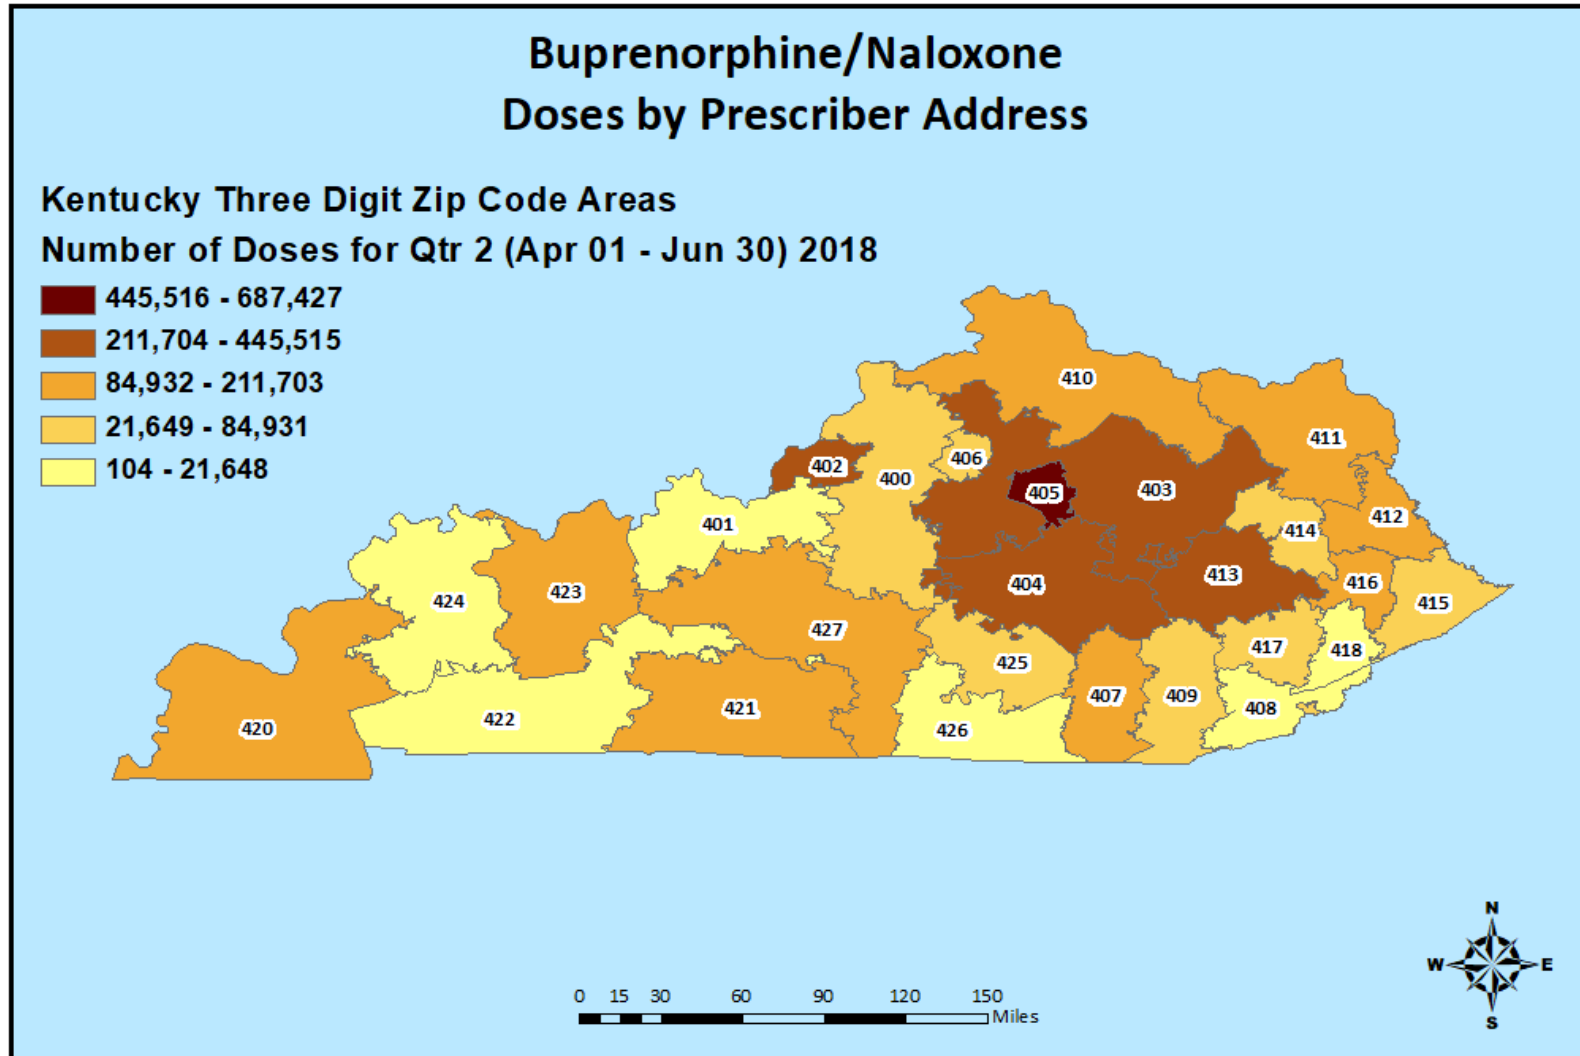 Buprenorphine/Naloxone
Doses by Prescriber Address
Kentucky Three Digit Zip Code Areas
Number of Doses for Qtr 2 (Apr 01 - Jun 30) 2018
445,516 - 687,427
211,704 - 445,515
84,932 - 211,703
21,649 - 84,931
104 - 21,648
410
411
406
402
400
405
403
412
401
414
404
413
416
415
423
424
427
417
418
425
407
409
408
421
422
426
420
N
W E
S
0 15 30 60 90 120 150
Miles